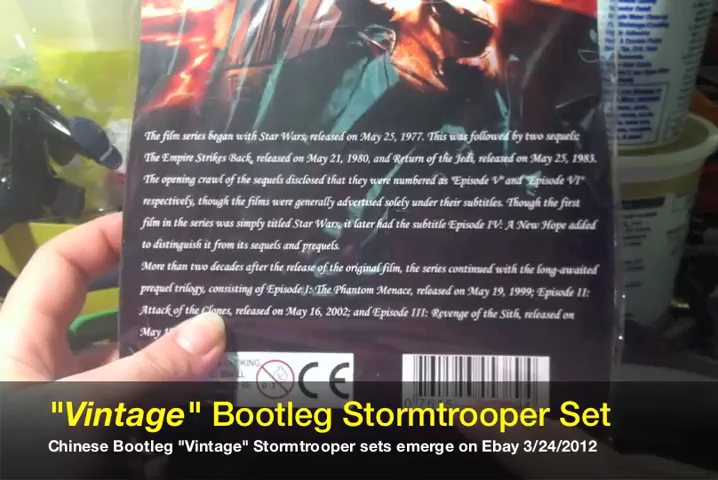 The film series began with Star Wars, released on May 25, 1977. This was followed by two sequels:
The Empire Strikes Back, released on May 21, 1980, and Return of the Jedi, released on May 25, 1983.
The opening crawl of the sequels disclosed that they were numbered as "Episode V" and "Episode VI"
respectively, though the films were generally advertised solely under their subtitles. Though the first
film in the series was simply titled Star Wars, it later had the subtitle Episode IV: A New Hope added
to distinguish it from its sequels and prequels.
More than two decades after the release of the original film, the series continued with the long-awaited
prequel trilogy, consisting of Episode I: The Phantom Menace, released on May 19, 1999; Episode II:
Attack of the Clones, released on May 16, 2002; and Episode III: Revenge of the Sith, released on
May
CE
"Vintage" Bootleg Stormtrooper Set
Chinese Bootleg "Vintage" Stormtrooper sets emerge on Ebay 3/24/2012